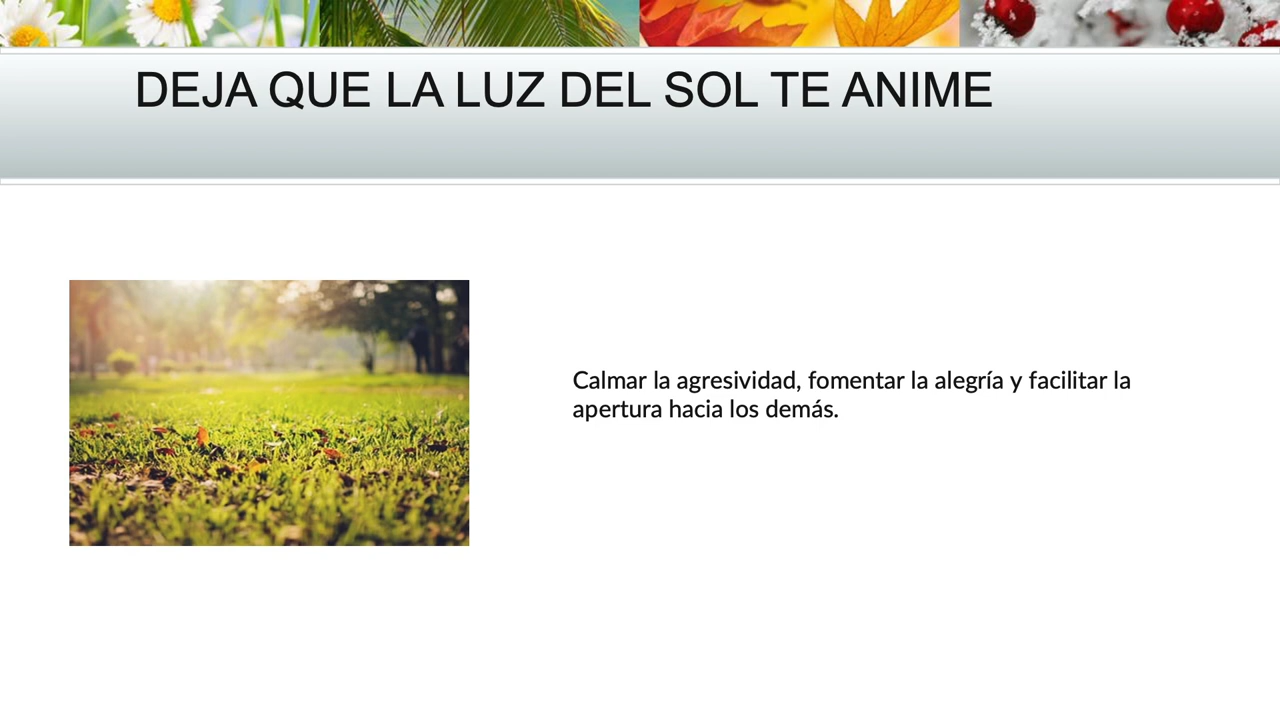 DEJA QUE LA LUZ DEL SOL TE ANIME
Calmar la agresividad, fomentar la alegría y facilitar la
apertura hacia los demás.